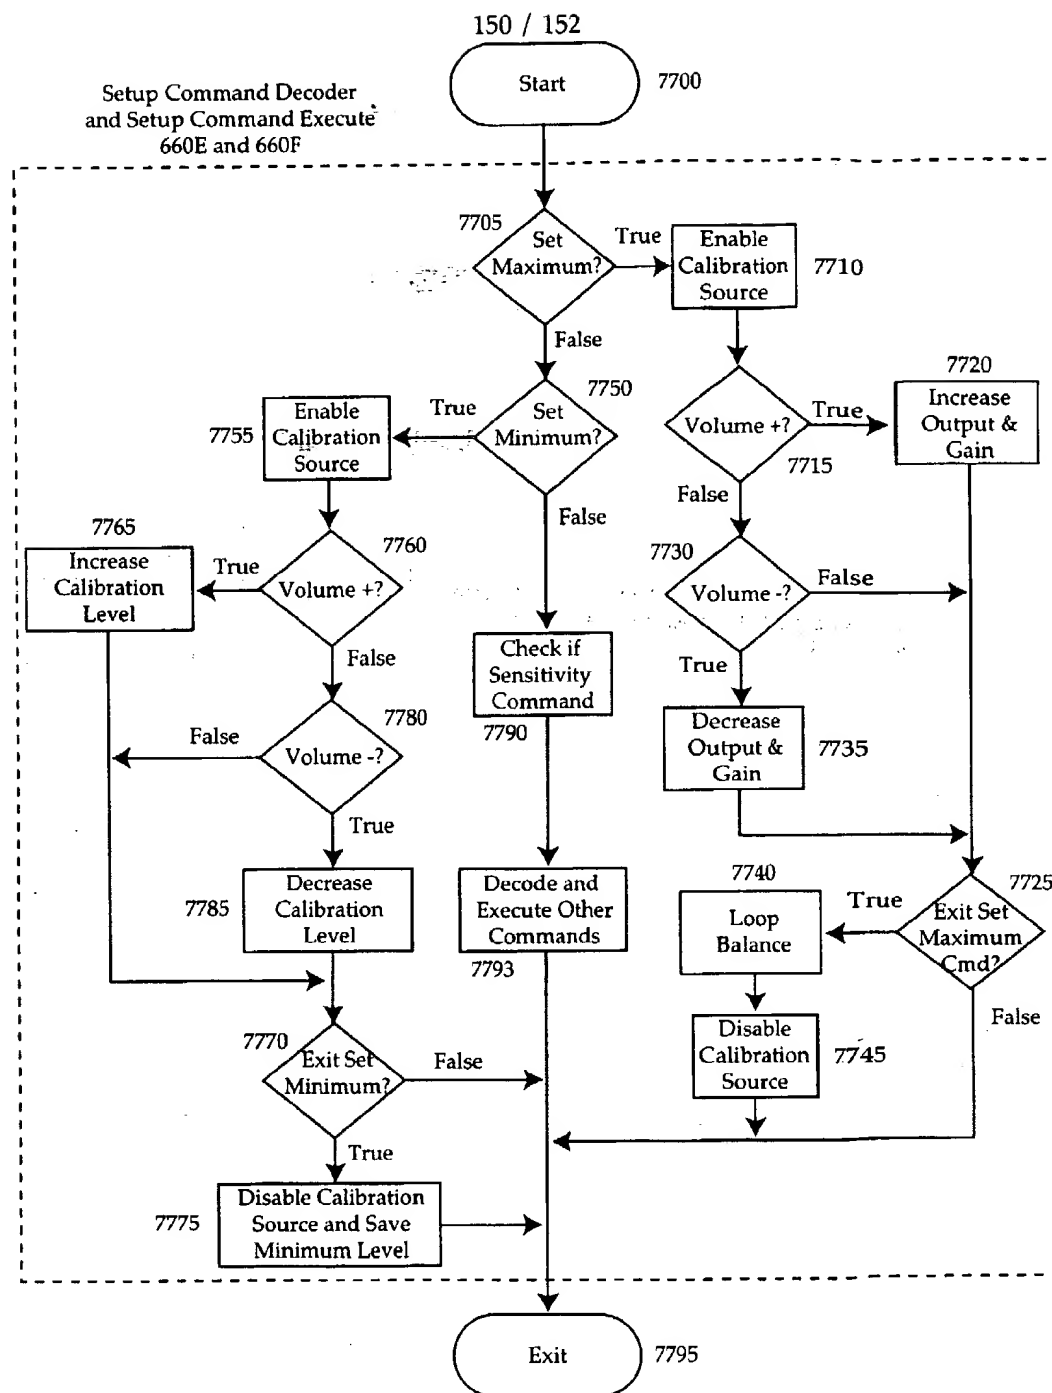 150 / 152
Start
7700
Setup Command Decoder
and Setup Command Execute
660E and 660F
7705
Set
Maximum?
True
Enable
Calibration
Source
7710
False
7750
Set
Minimum?
True
Enable
Calibration
Source
7755
Volume +?
7715
True
7720
Increase
Output &
Gain
False
False
7765
Increase
Calibration
Level
True
7760
Volume +?
7730
Volume -?
False
False
True
Check if
Sensitivity
Command
7790
Decrease
Output &
Gain
7735
7780
Volume -?
False
True
7785
Decrease
Calibration
Level
Decode and
Execute Other
Commands
7793
7740
Loop
Balance
True
7725
Exit Set
Maximum
Cmd?
False
7770
Exit Set
Minimum?
False
Disable
Calibration
Source
7745
True
7775
Disable Calibration
Source and Save
Minimum Level
Exit
7795